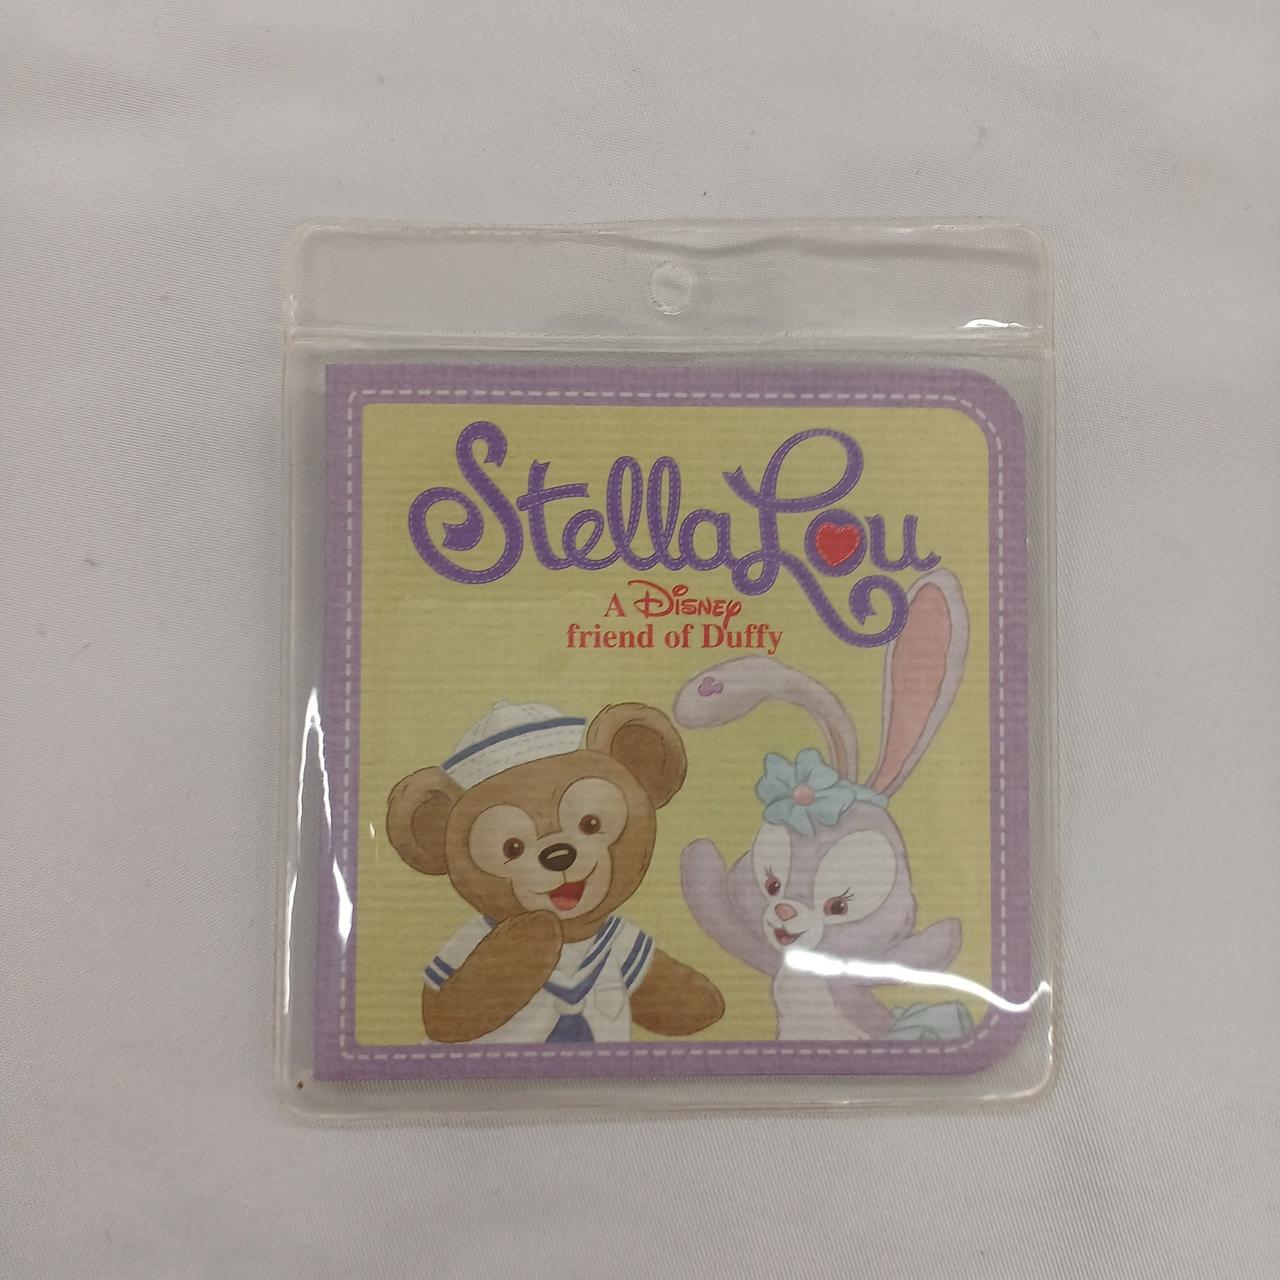 StellaLou
A Disney
friend of Duffy